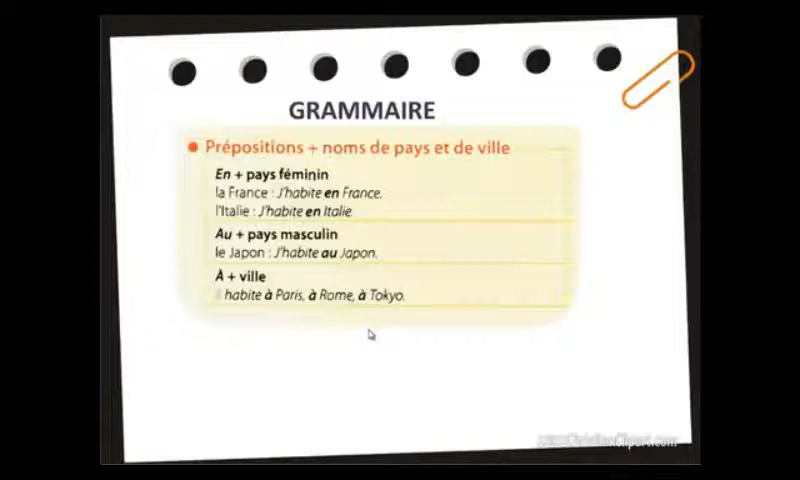 GRAMMAIRE
Prépositions + noms de pays et de ville
En + pays féminin
la France : J'habite en France.
l'Italie : J'habite en Italie
Au + pays masculin
le Japon : J'habite au Japon.
À + ville
habite à Paris, à Rome, à Tokyo.